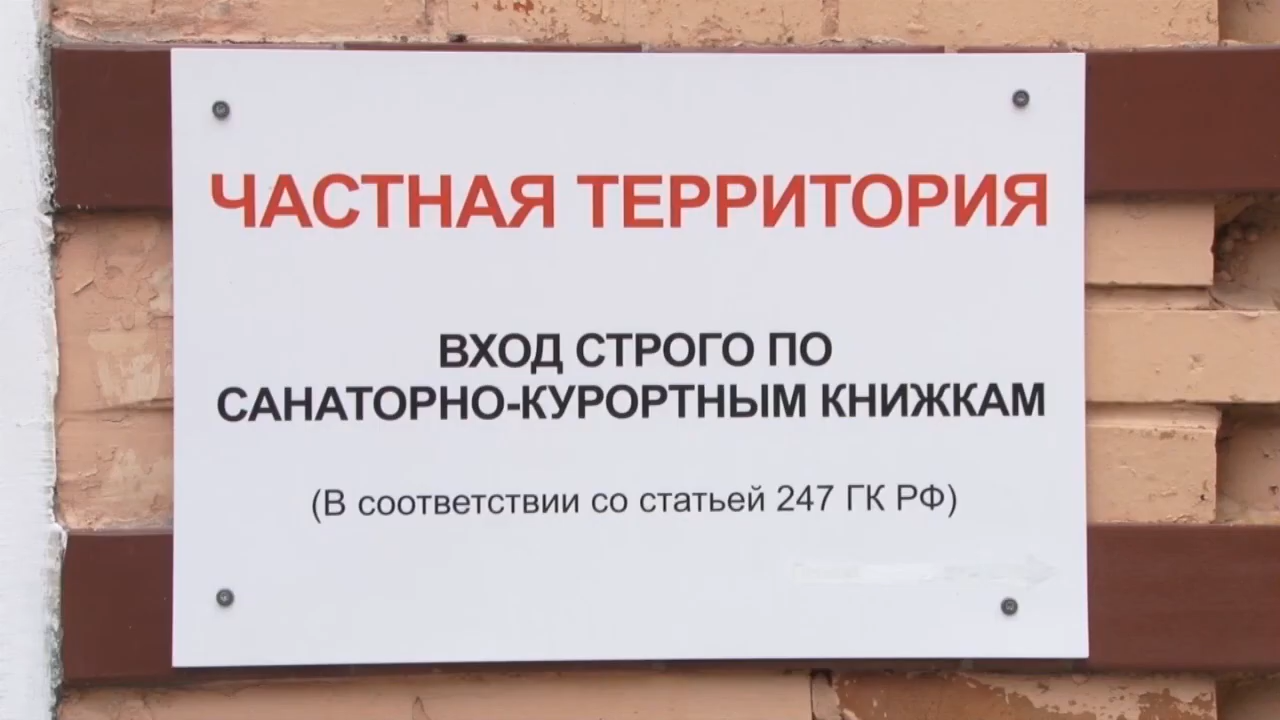 ЧАСТНАЯ ТЕРРИТОРИЯ
ВХОД СТРОГО ПО
САНАТОРНО-КУРОРТНЫМ КНИЖКАМ
(В соответствии со статьей 247 ГК РФ)